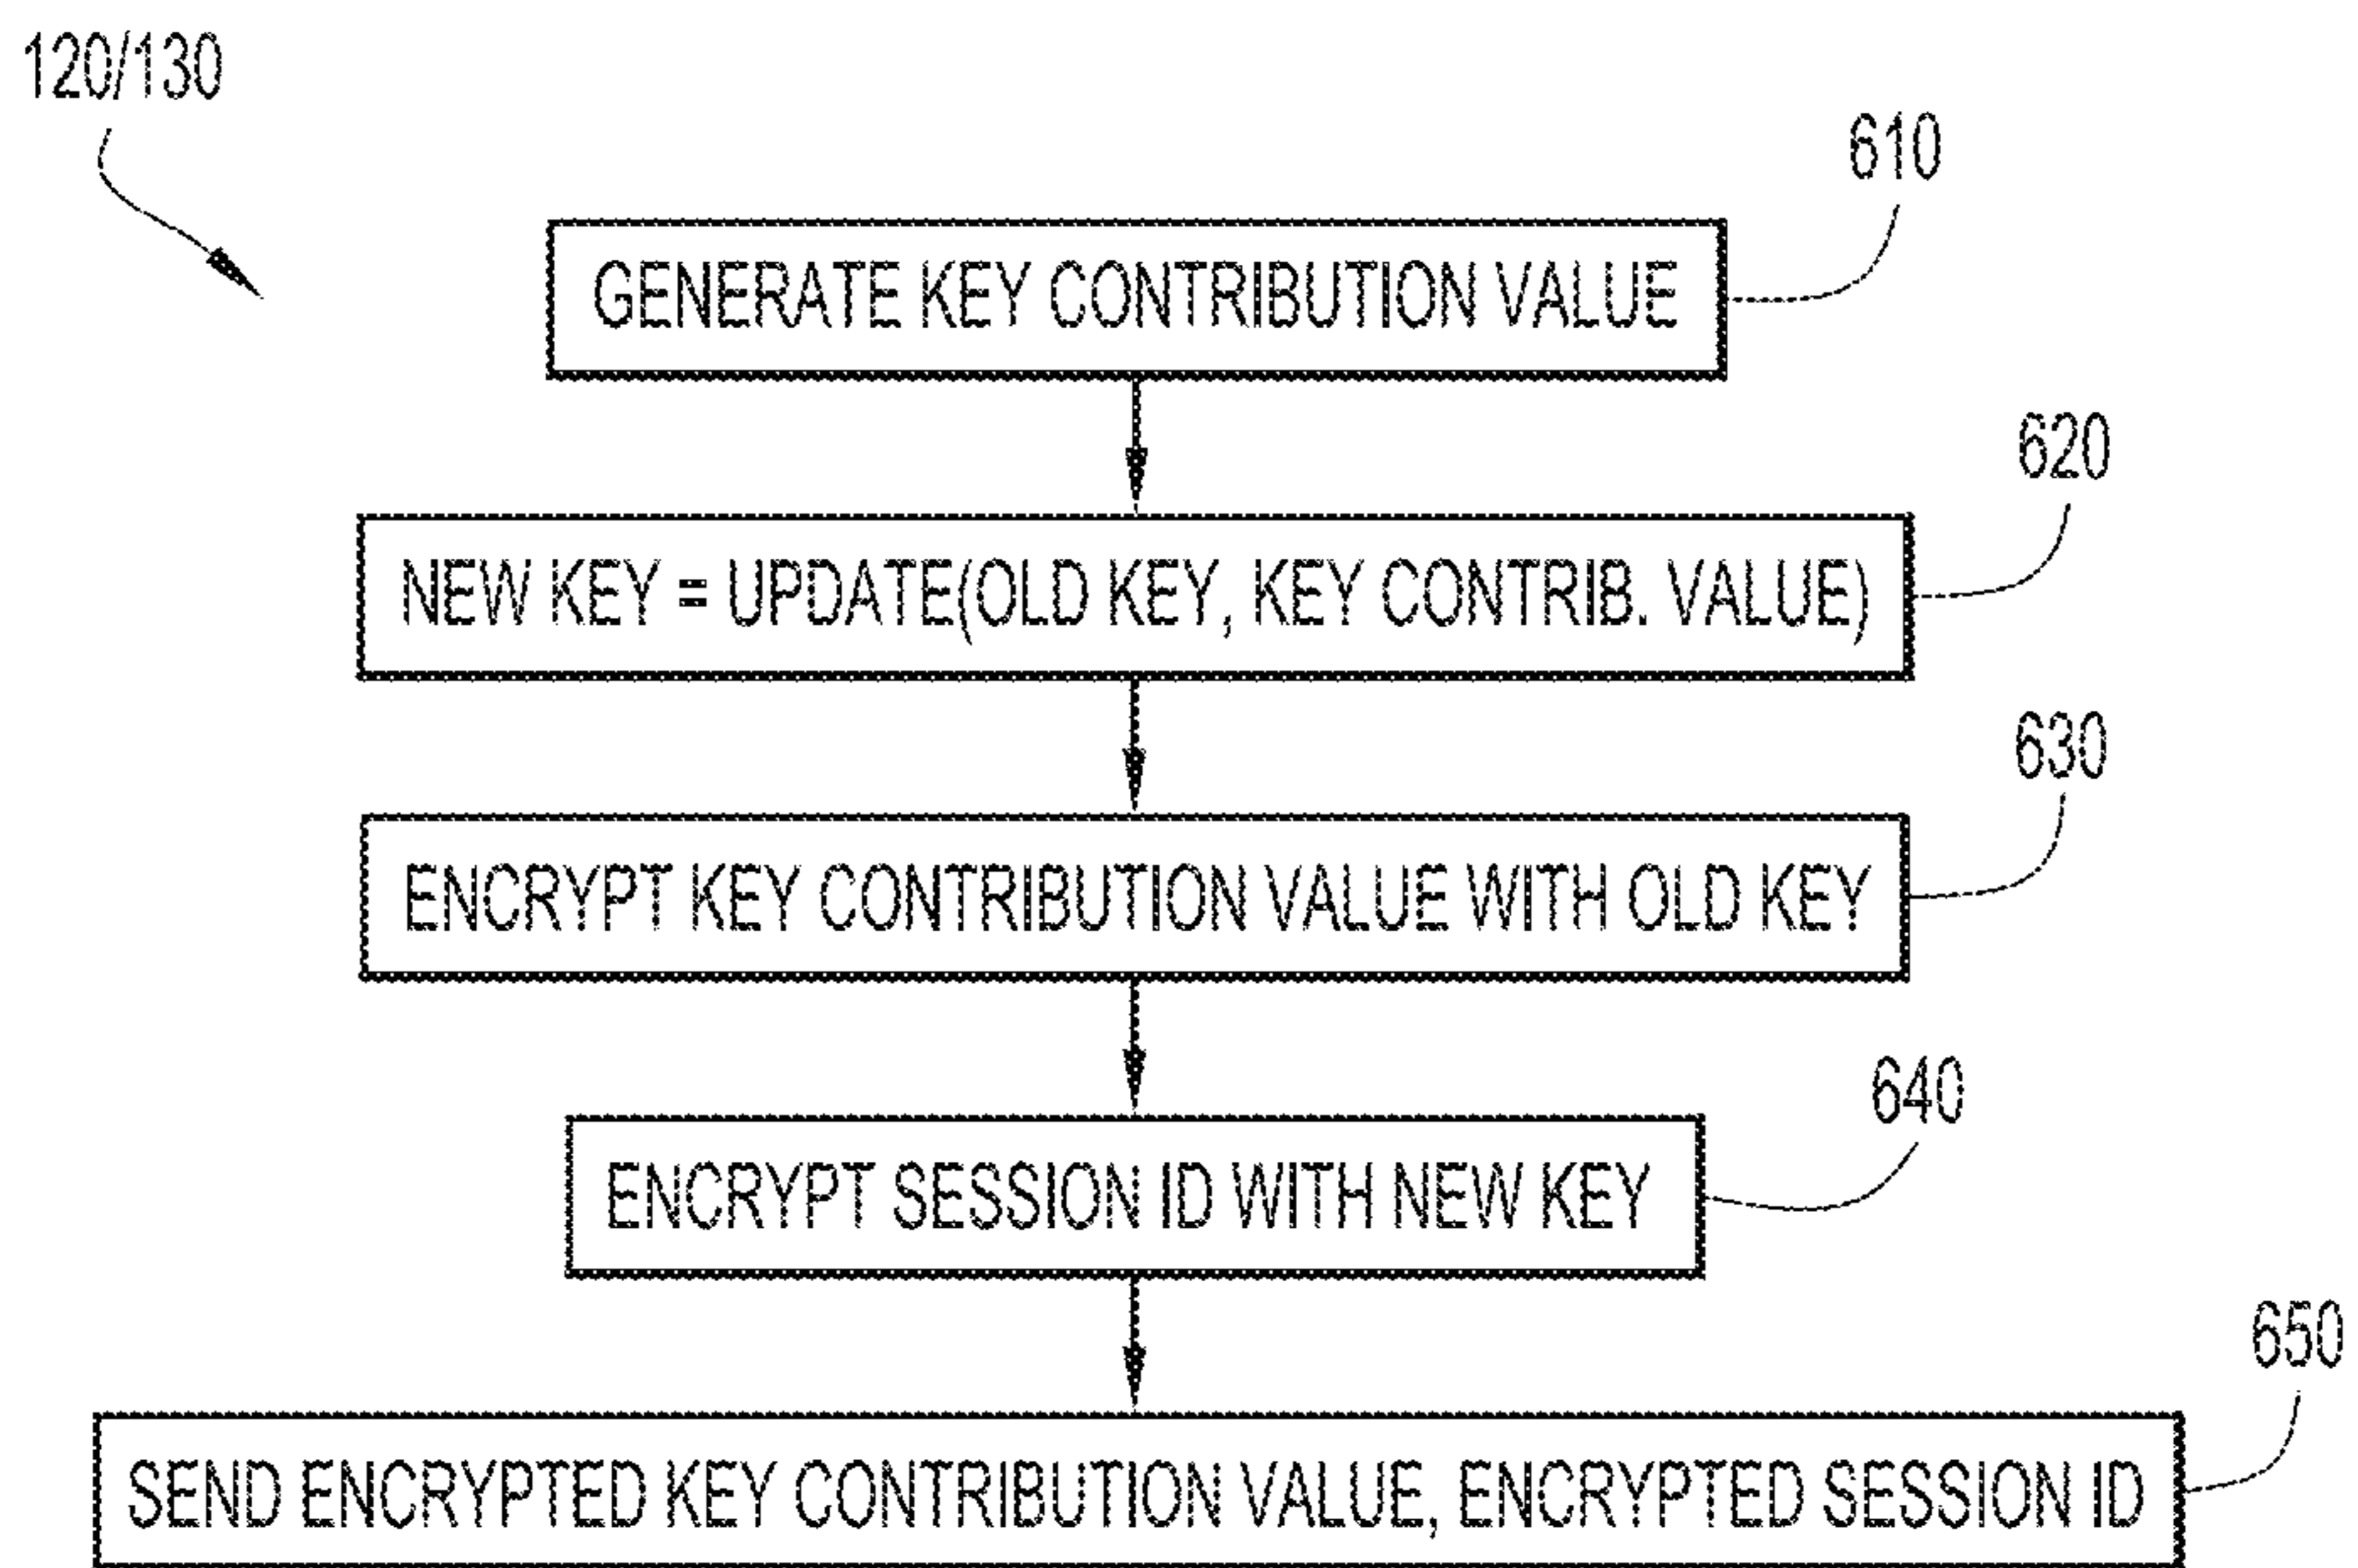 120/130
610
GENERATE KEY CONTRIBUTION VALUE
620
NEW KEY = UPDATE(OLD KEY, KEY CONTRIB. VALUE)
630
ENCRYPT KEY CONTRIBUTION VALUE WITH OLD KEY
640
ENCRYPT SESSION ID WITH NEW KEY
650
SEND ENCRYPTED KEY CONTRIBUTION VALUE, ENCRYPTED SESSION ID